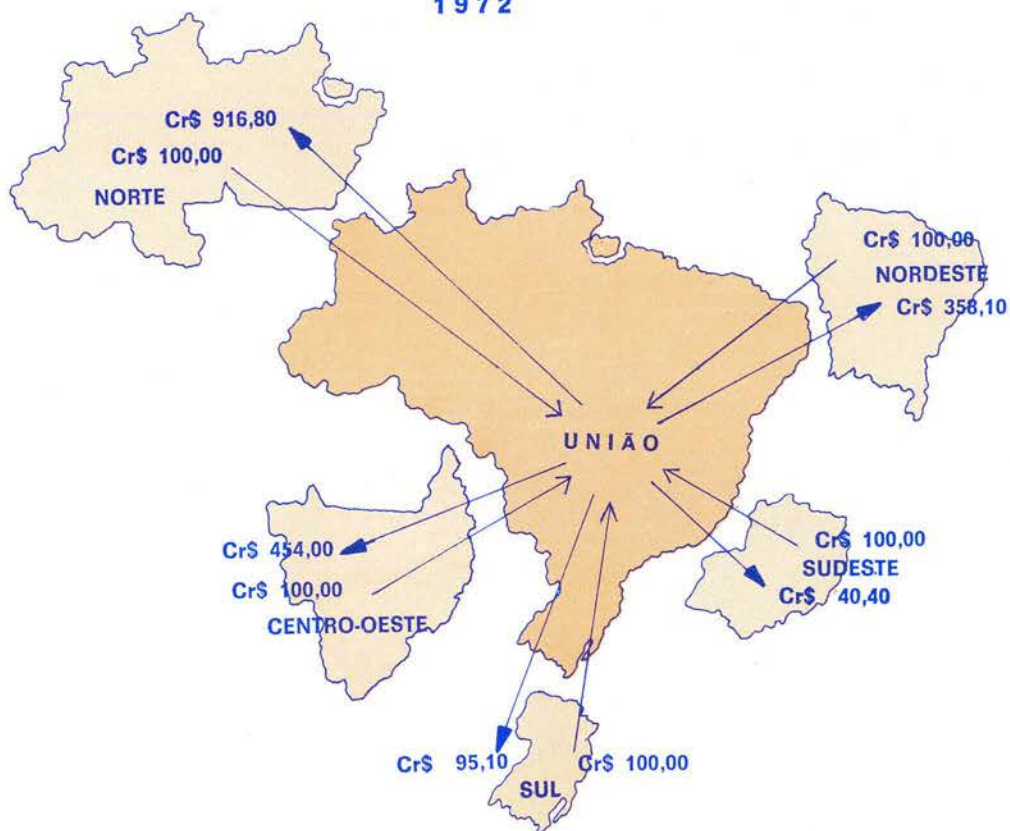 1972
Cr$ 916,80
Cr$ 100,00
NORTE
Cr$ 100,00
NORDESTE
Cr$ 358,10
UNIÃO
Cr$ 454,00
Cr$ 100,00
CENTRO-OESTE
Cr$ 100,00
SUDESTE
Cr$ 40,40
Cr$ 95,10
Cr$ 100,00
SUL